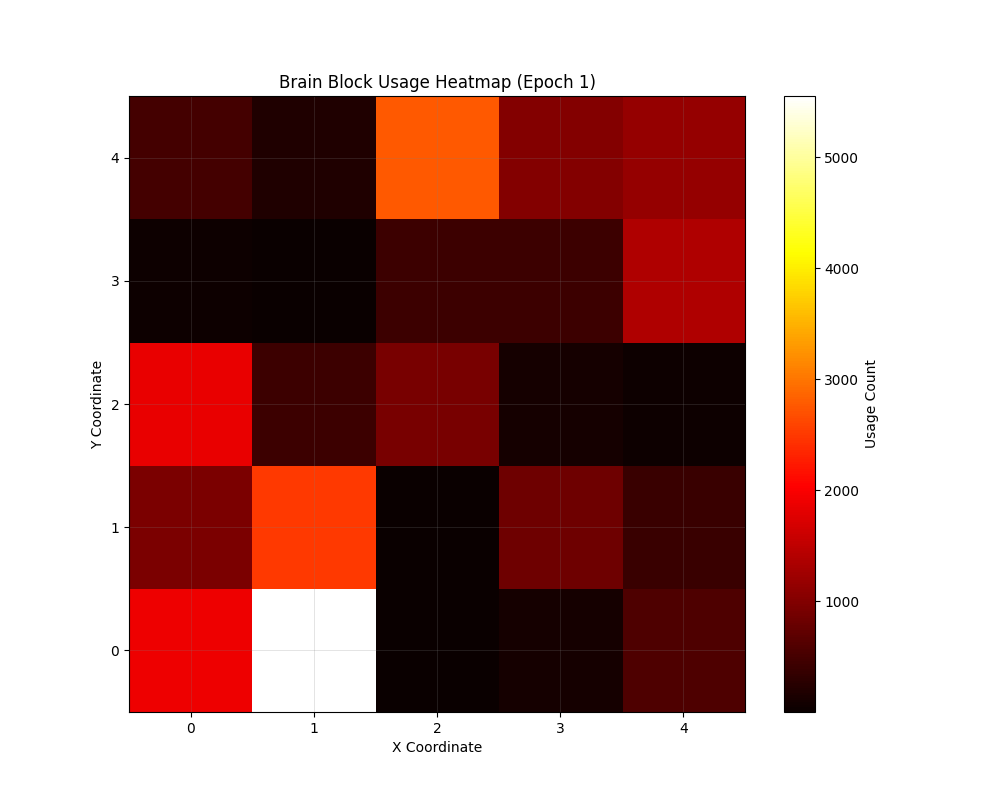 Brain Block Usage Heatmap (Epoch 1)
4
3
2
1
0
Y Coordinate
0 1 2 3 4
X Coordinate
5000
4000
3000
2000
1000
Usage Count